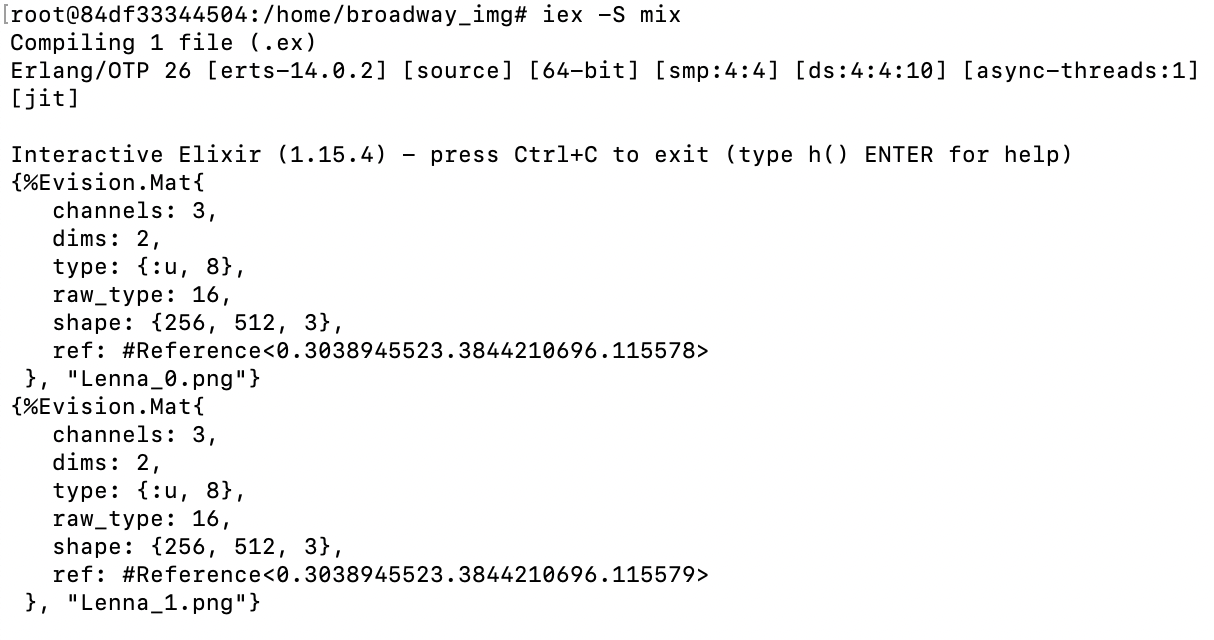 [root@84df33344504:/home/broadway_img# iex -S mix
Compiling 1 file (.ex)
Erlang/OTP 26 [erts-14.0.2] [source] [64-bit] [smp:4:4] [ds:4:4:10] [async-threads:1]
[jit]
Interactive Elixir (1.15.4) - press Ctrl+C to exit (type h() ENTER for help)
{%Evision.Mat{
   channels: 3,
   dims: 2,
   type: {:u, 8},
   raw_type: 16,
   shape: {256, 512, 3},
   ref: #Reference<0.3038945523.3844210696.115578>
 }, "Lenna_0.png"}
{%Evision.Mat{
   channels: 3,
   dims: 2,
   type: {:u, 8},
   raw_type: 16,
   shape: {256, 512, 3},
   ref: #Reference<0.3038945523.3844210696.115579>
 }, "Lenna_1.png"}